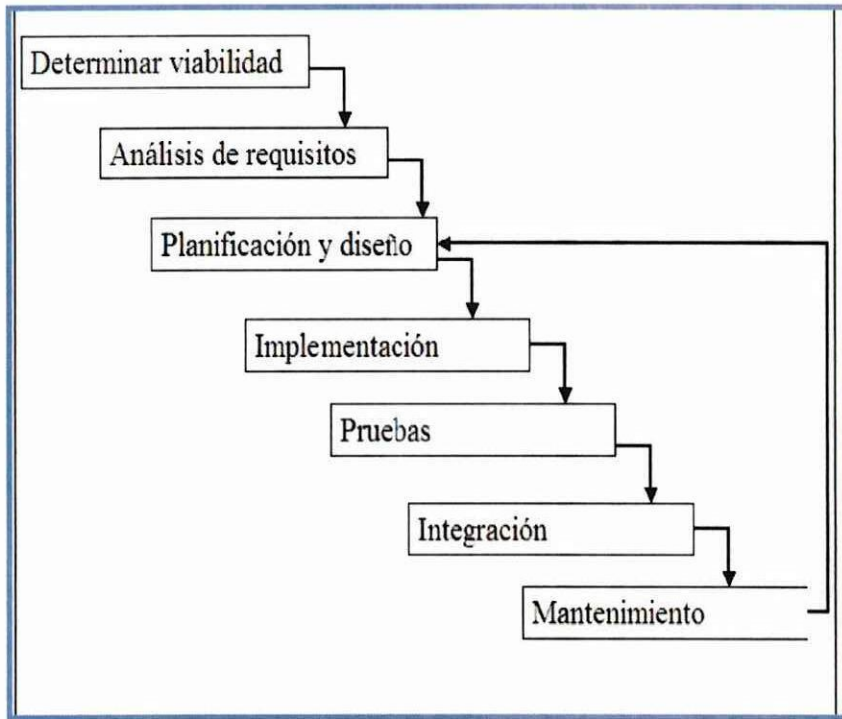 Determinar viabilidad
Análisis de requisitos
Planificación y diseño
Implementación
Pruebas
Integración
Mantenimiento